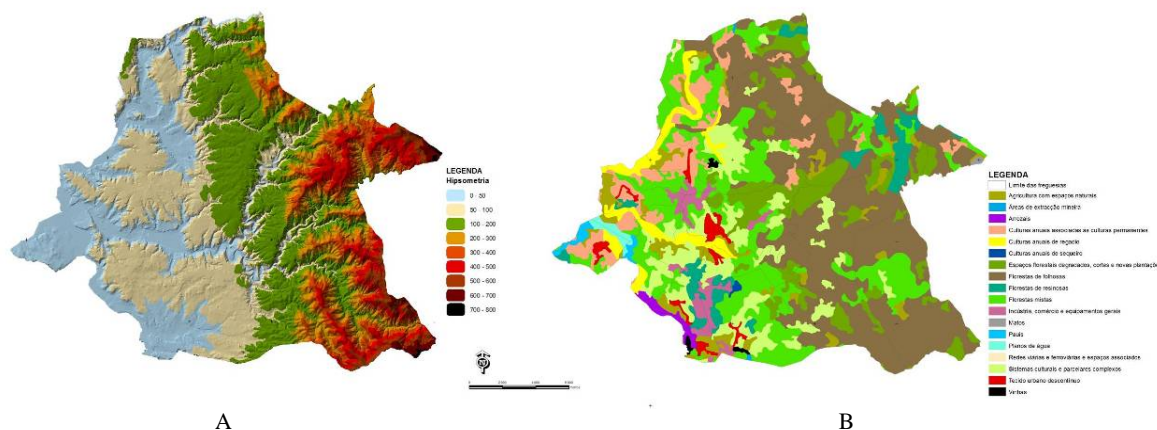 LEGENDA
Hipsometria
0 - 50
50 - 100
100 - 200
200 - 300
300 - 400
400 - 500
500 - 600
600 - 700
700 - 800
A
LEGENDA
Limite das freguesias
Agricultura com espaços naturais
Áreas de extracção mineira
Arrozais
Culturas anuais associadas às culturas permanentes
Culturas anuais de regadio
Culturas anuais de sequeiro
Espaços florestais degradados, cortes e novas plantaçõe
Florestas de folhosas
Florestas de resinosas
Florestas mistas
Indústria, comércio e equipamentos gerais
Matos
Pauis
Planos de água
Redes viárias e ferroviárias e espaços associados
Sistemas culturais e parcelares complexos
Tecido urbano descontínuo
Vinhas
B